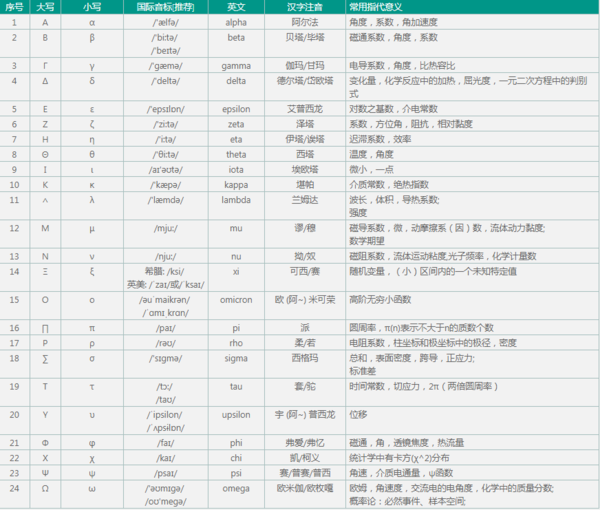 序号 大写 小写 国际音标[推荐] 英文 汉字注音 常用指代意义
1 Α α /'ælfə/ alpha 阿尔法 角度，系数，角加速度
2 Β β /'biːtə/ beta 贝塔/毕塔 磁通系数，角度，系数
/'beɪtə/
3 Γ γ /'gæmə/ gamma 伽玛/甘玛 电导系数，角度，比热容比
4 Δ δ /'deltə/ delta 德尔塔/岱欧塔 变化量，化学反应中的加热，屈光度，一元二次方程中的判别
式
5 Ε ε /'epsɪlɒn/ epsilon 艾普西龙 对数之基数，介电常数
6 Ζ ζ /'ziːtə/ zeta 泽塔 系数，方位角，阻抗，相对黏度
7 Η η /'iːtə/ eta 伊塔/诶塔 迟滞系数，效率
8 Θ θ /'θiːtə/ theta 西塔 温度，角度
9 Ι ι /aɪ'əʊtə/ iota 埃欧塔 微小，一点
10 Κ κ /'kæpə/ kappa 堪帕 介质常数，绝热指数
11 ∧ λ /'læmdə/ lambda 兰姆达 波长，体积，导热系数;
强度
12 Μ μ /mjuː/ mu 谬/穆 磁导系数，微，动摩擦系（因）数，流体动力黏度;
数学期望
13 Ν ν /njuː/ nu 拗/奴 磁阻系数，流体运动粘度,光子频率，化学计量数
14 Ξ ξ 希腊: /ksi/ xi 可西/赛 随机变量，（小）区间内的一个未知特定值
英美: /ˈzaɪ/或/ˈksaɪ/
15 Ο ο /əuˈmaikrən/ omicron 欧 (阿~) 米可荣 高阶无穷小函数
/ˈɑmɪˌkrɑn/
16 ∏ π /paɪ/ pi 派 圆周率，π(n)表示不大于n的质数个数
17 Ρ ρ /rəʊ/ rho 柔/若 电阻系数，柱坐标和极坐标中的极径，密度
18 ∑ σ /'sɪgmə/ sigma 西格玛 总和，表面密度，跨导，正应力;
标准差
19 Τ τ /tɔː/ tau 套/驼 时间常数，切应力，2π（两倍圆周率）
/taʊ/
20 Υ υ /ˈipsilon/ upsilon 宇 (阿~) 普西龙 位移
/ˈʌpsilɒn/
21 Φ φ /faɪ/ phi 弗爱/弗忆 磁通，角，透镜焦度，热流量
22 Χ χ /kaɪ/ chi 凯/柯义 统计学中有卡方(χ^2)分布
23 Ψ ψ /psaɪ/ psi 赛/普赛/普西 角速，介质电通量，ψ函数
24 Ω ω /'əʊmɪgə/ omega 欧米伽/欧枚嘎 欧姆，角速度，交流电的电角度，化学中的质量分数;
/oʊ'megə/ 概率论：必然事件、样本空间;